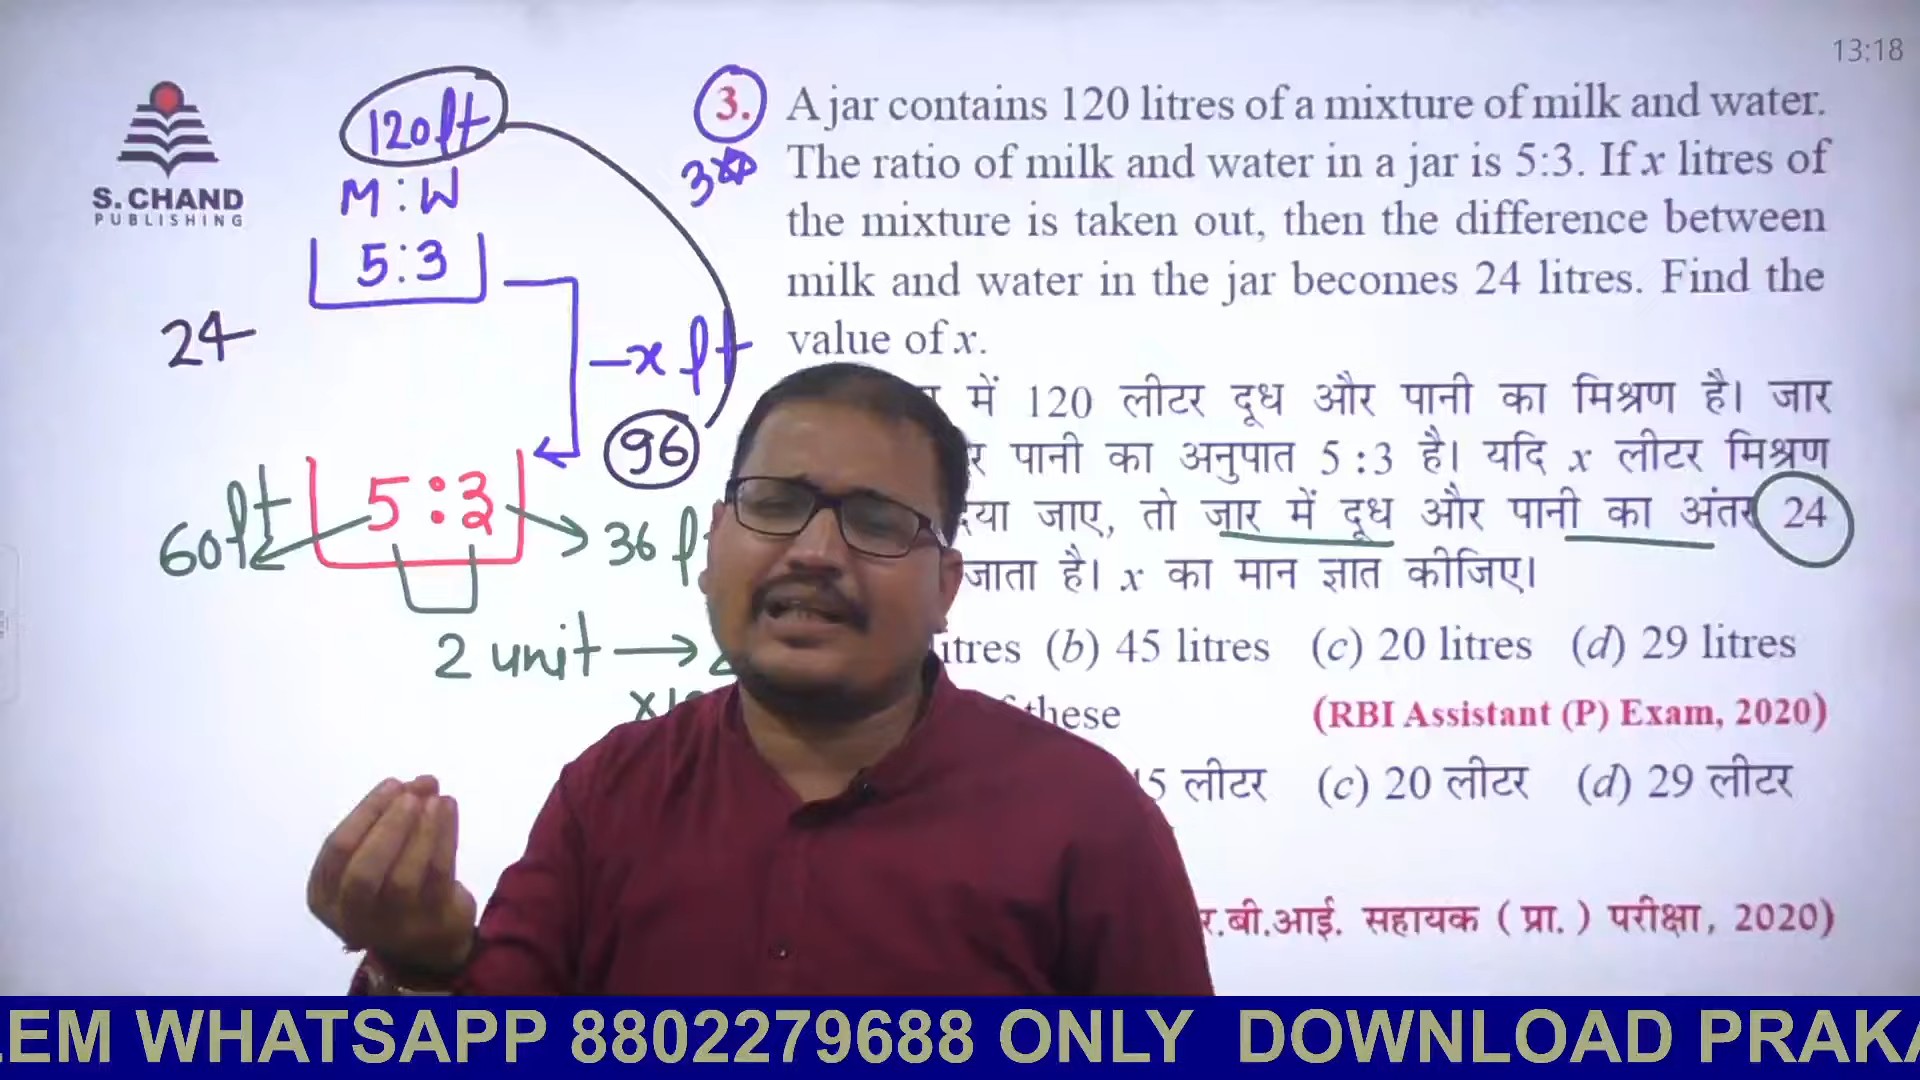 13:18
S. CHAND
PUBLISHING
120lt
M : W
5:3
24
-x lt
96
5:3
60lt
36
2 unit →
3.
3
A jar contains 120 litres of a mixture of milk and water.
The ratio of milk and water in a jar is 5:3. If x litres of
the mixture is taken out, then the difference between
milk and water in the jar becomes 24 litres. Find the
value of x.
में 120 लीटर दूध और पानी का मिश्रण है। जार
पानी का अनुपात 5 : 3 है। यदि x लीटर मिश्रण
जाए, तो जार में दूध और पानी का अंतर 24
जाता है। x का मान ज्ञात कीजिए।
(b) 45 litres (c) 20 litres (d) 29 litres
these (RBI Assistant (P) Exam, 2020)
लीटर (c) 20 लीटर (d) 29 लीटर
सहायक ( प्रा. ) परीक्षा, 2020)
WHATSAPP 8802279688 ONLY DOWNLOAD